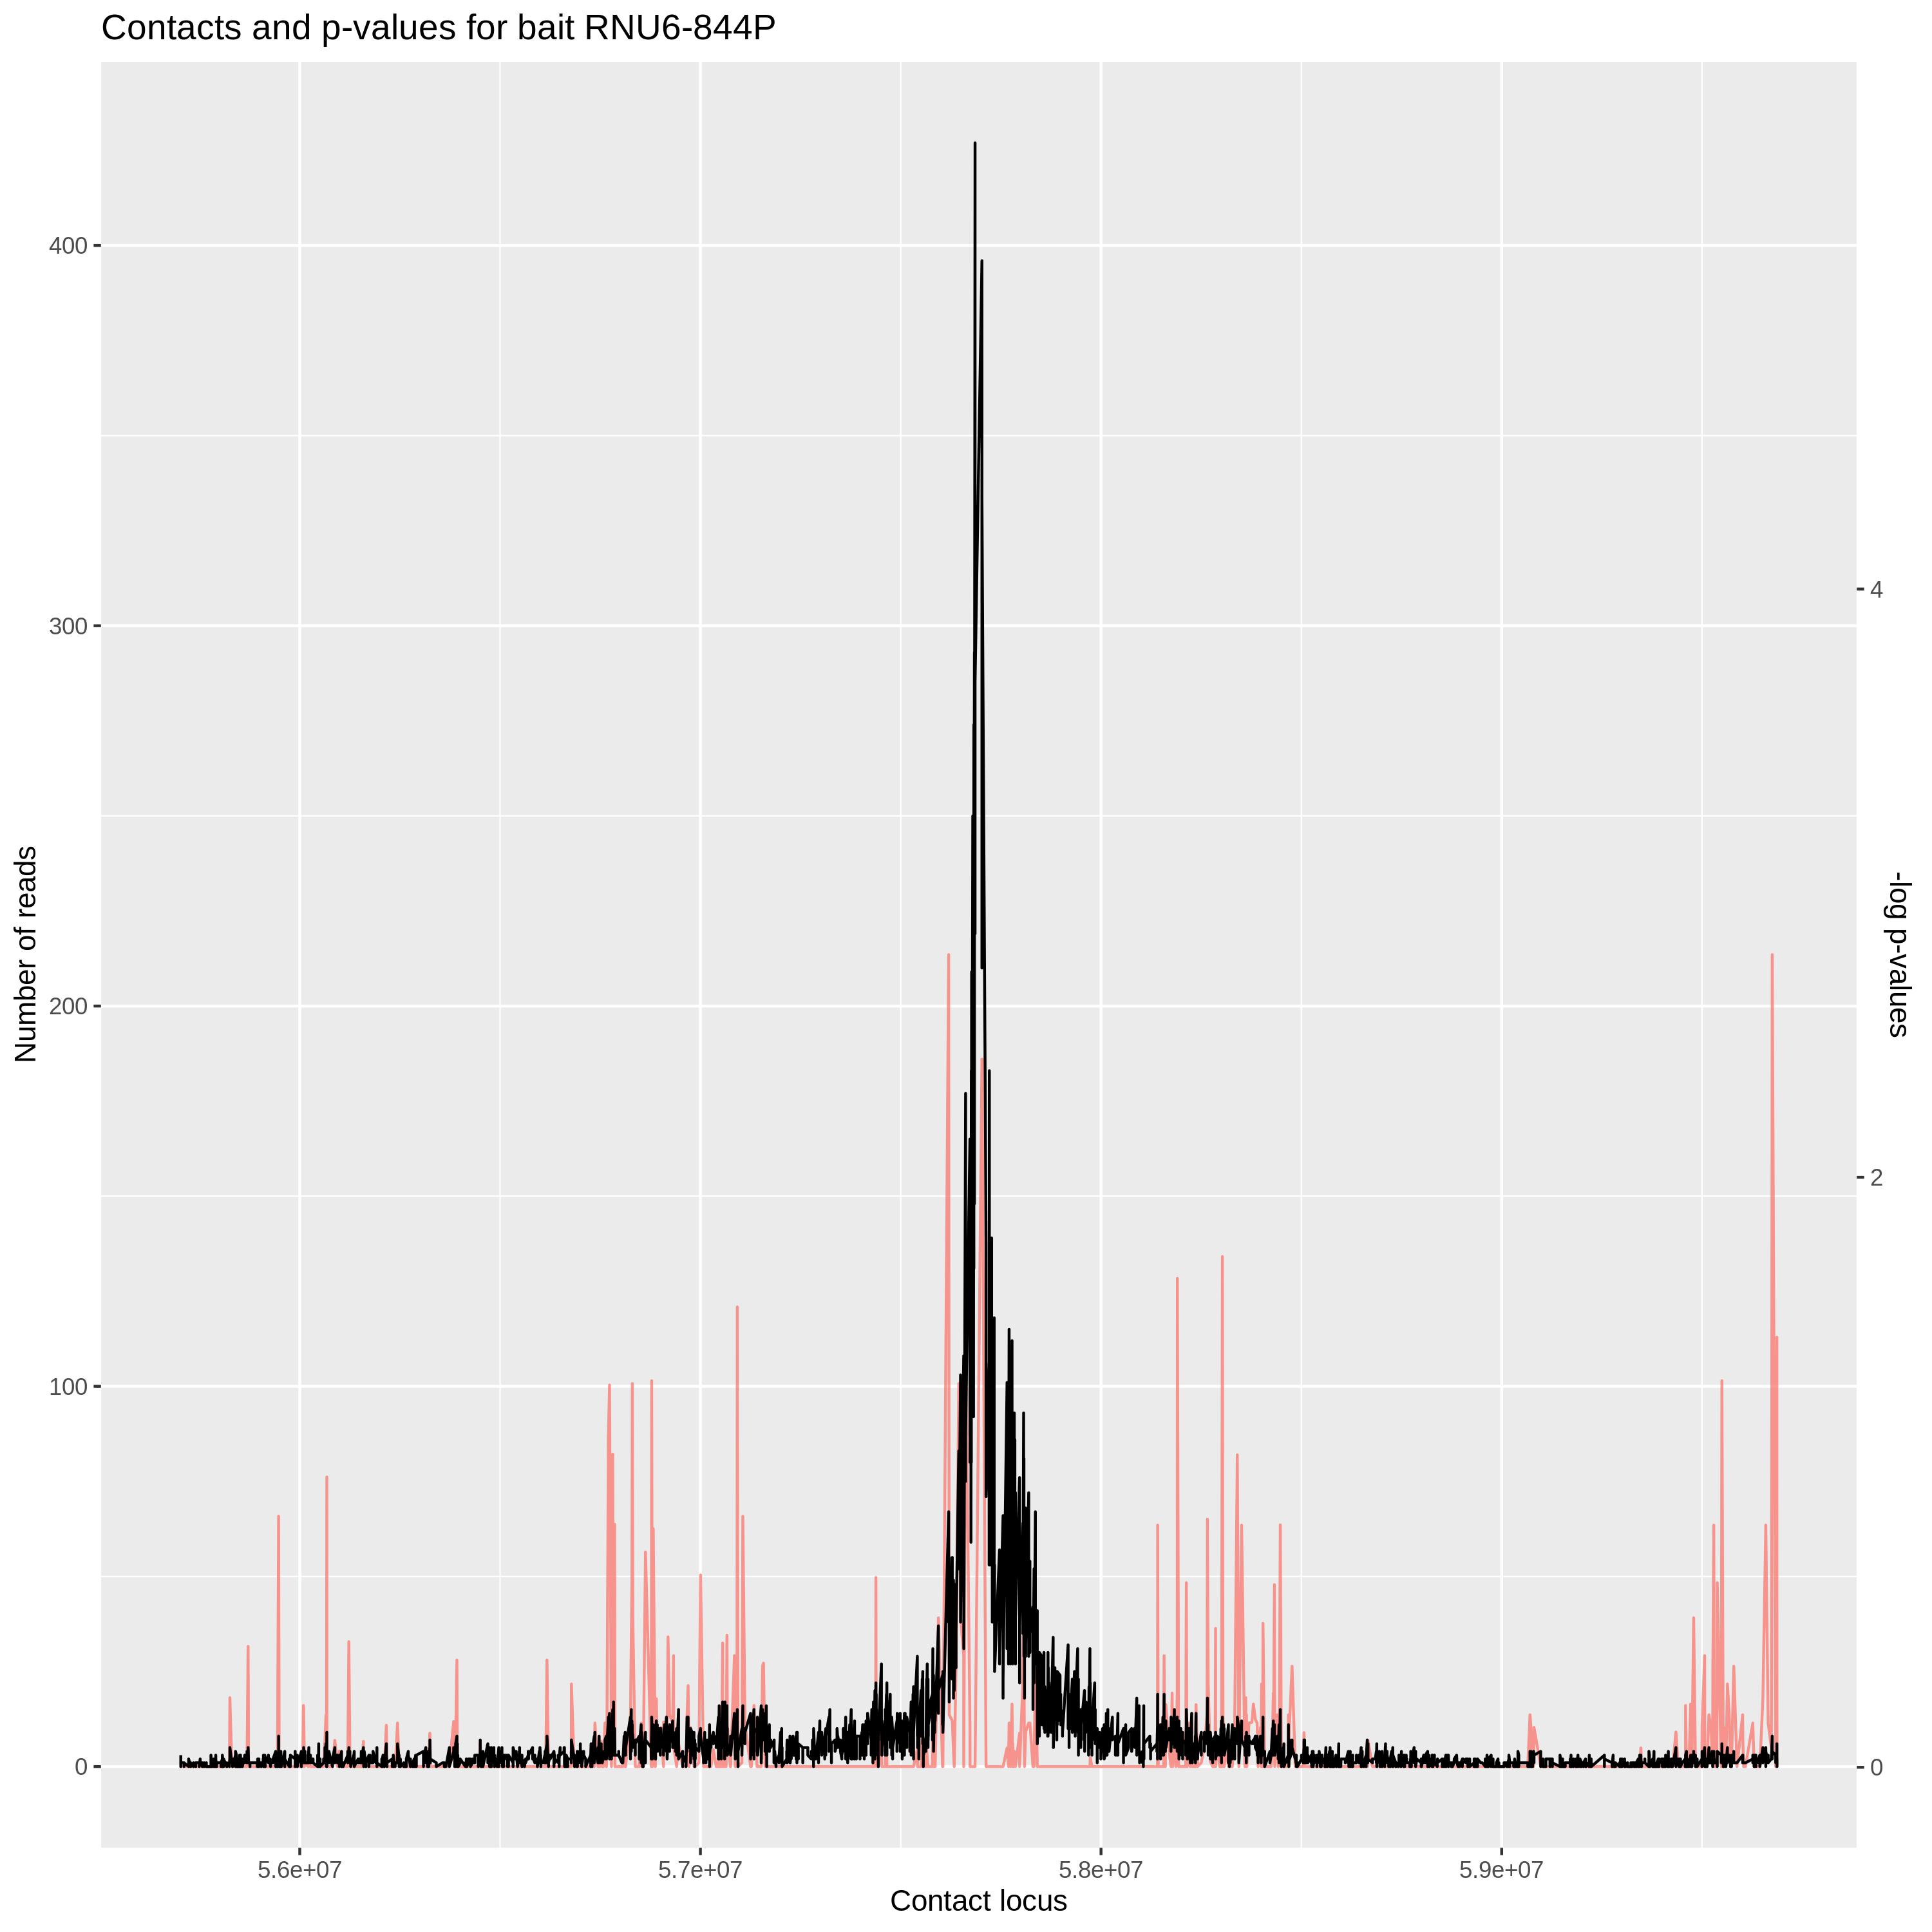 Contacts and p-values for bait RNU6-844P
400
300
200
100
0
4
2
0
Number of reads
-log p-values
5.6e+07 5.7e+07 5.8e+07 5.9e+07
Contact locus